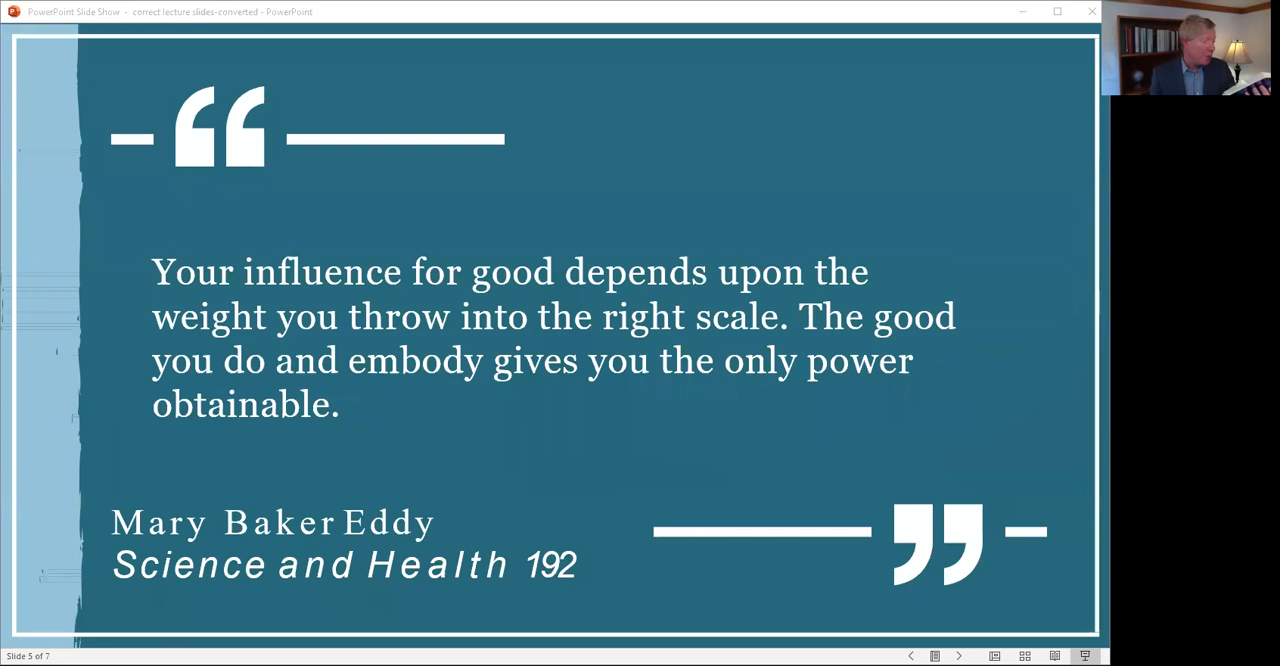 PowerPoint Slide Show - correct lecture slides-converted - PowerPoint
“
Your influence for good depends upon the
weight you throw into the right scale. The good
you do and embody gives you the only power
obtainable.
Mary Baker Eddy
Science and Health 192
”
Slide 5 of 7